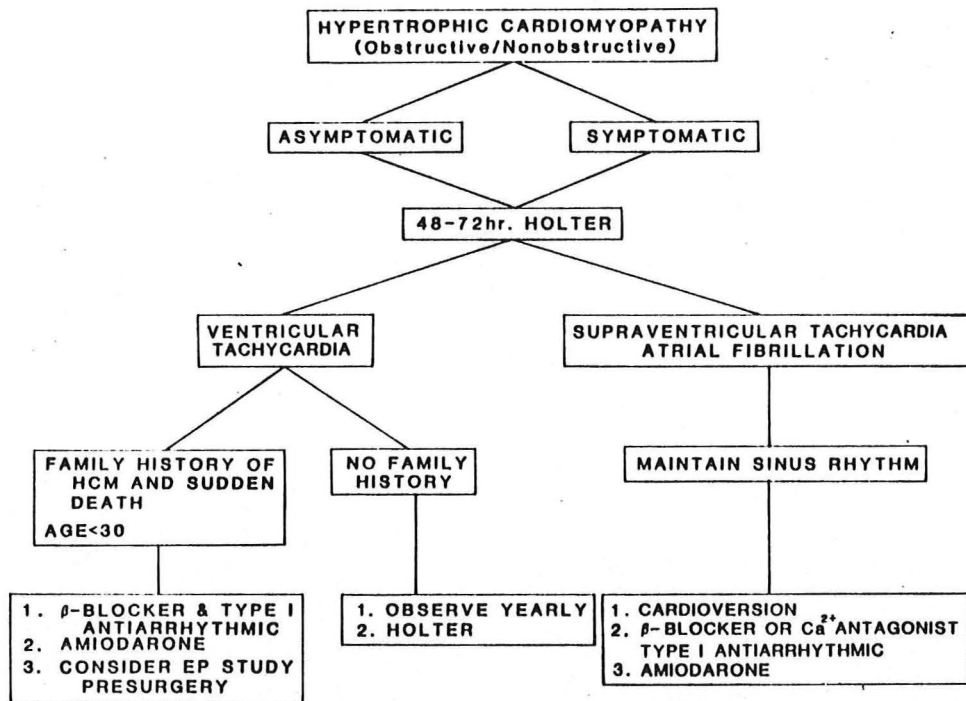 HYPERTROPHIC CARDIOMYOPATHY
(Obstructive/Nonobstructive)
ASYMPTOMATIC
SYMPTOMATIC
48-72hr. HOLTER
VENTRICULAR
TACHYCARDIA
SUPRAVENTRICULAR TACHYCARDIA
ATRIAL FIBRILLATION
FAMILY HISTORY OF
HCM AND SUDDEN
DEATH
AGE<30
NO FAMILY
HISTORY
MAINTAIN SINUS RHYTHM
1. β-BLOCKER & TYPE I
ANTIARRHYTHMIC
2. AMIODARONE
3. CONSIDER EP STUDY
PRESURGERY
1. OBSERVE YEARLY
2. HOLTER
1. CARDIOVERSION
2. β-BLOCKER OR Ca²⁺ANTAGONIST
TYPE I ANTIARRHYTHMIC
3. AMIODARONE